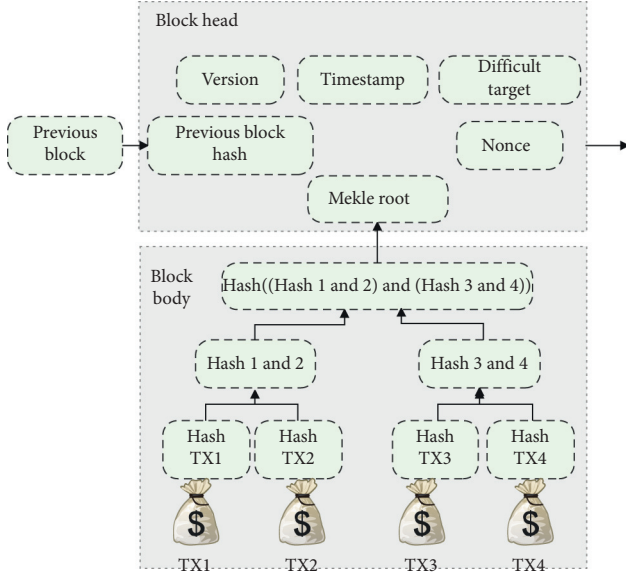 Block head
Version
Timestamp
Difficult
target
Previous
block
Previous block
hash
Nonce
Mekle root
Block
body
Hash((Hash 1 and 2) and (Hash 3 and 4))
Hash 1 and 2
Hash 3 and 4
Hash
TX1
Hash
TX2
Hash
TX3
Hash
TX4
$
$
$
$
TX1
TX2
TX3
TX4